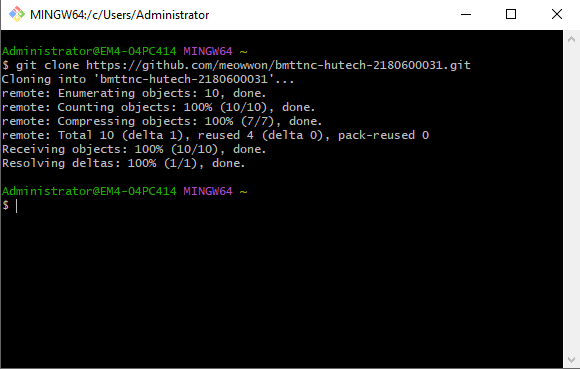 MINGW64:/c/Users/Administrator
Administrator@EM4-04PC414 MINGW64 ~
$ git clone https://github.com/meowwon/bmttnc-hutech-2180600031.git
Cloning into 'bmttnc-hutech-2180600031'...
remote: Enumerating objects: 10, done.
remote: Counting objects: 100% (10/10), done.
remote: Compressing objects: 100% (7/7), done.
remote: Total 10 (delta 1), reused 4 (delta 0), pack-reused 0
Receiving objects: 100% (10/10), done.
Resolving deltas: 100% (1/1), done.
Administrator@EM4-04PC414 MINGW64 ~
$